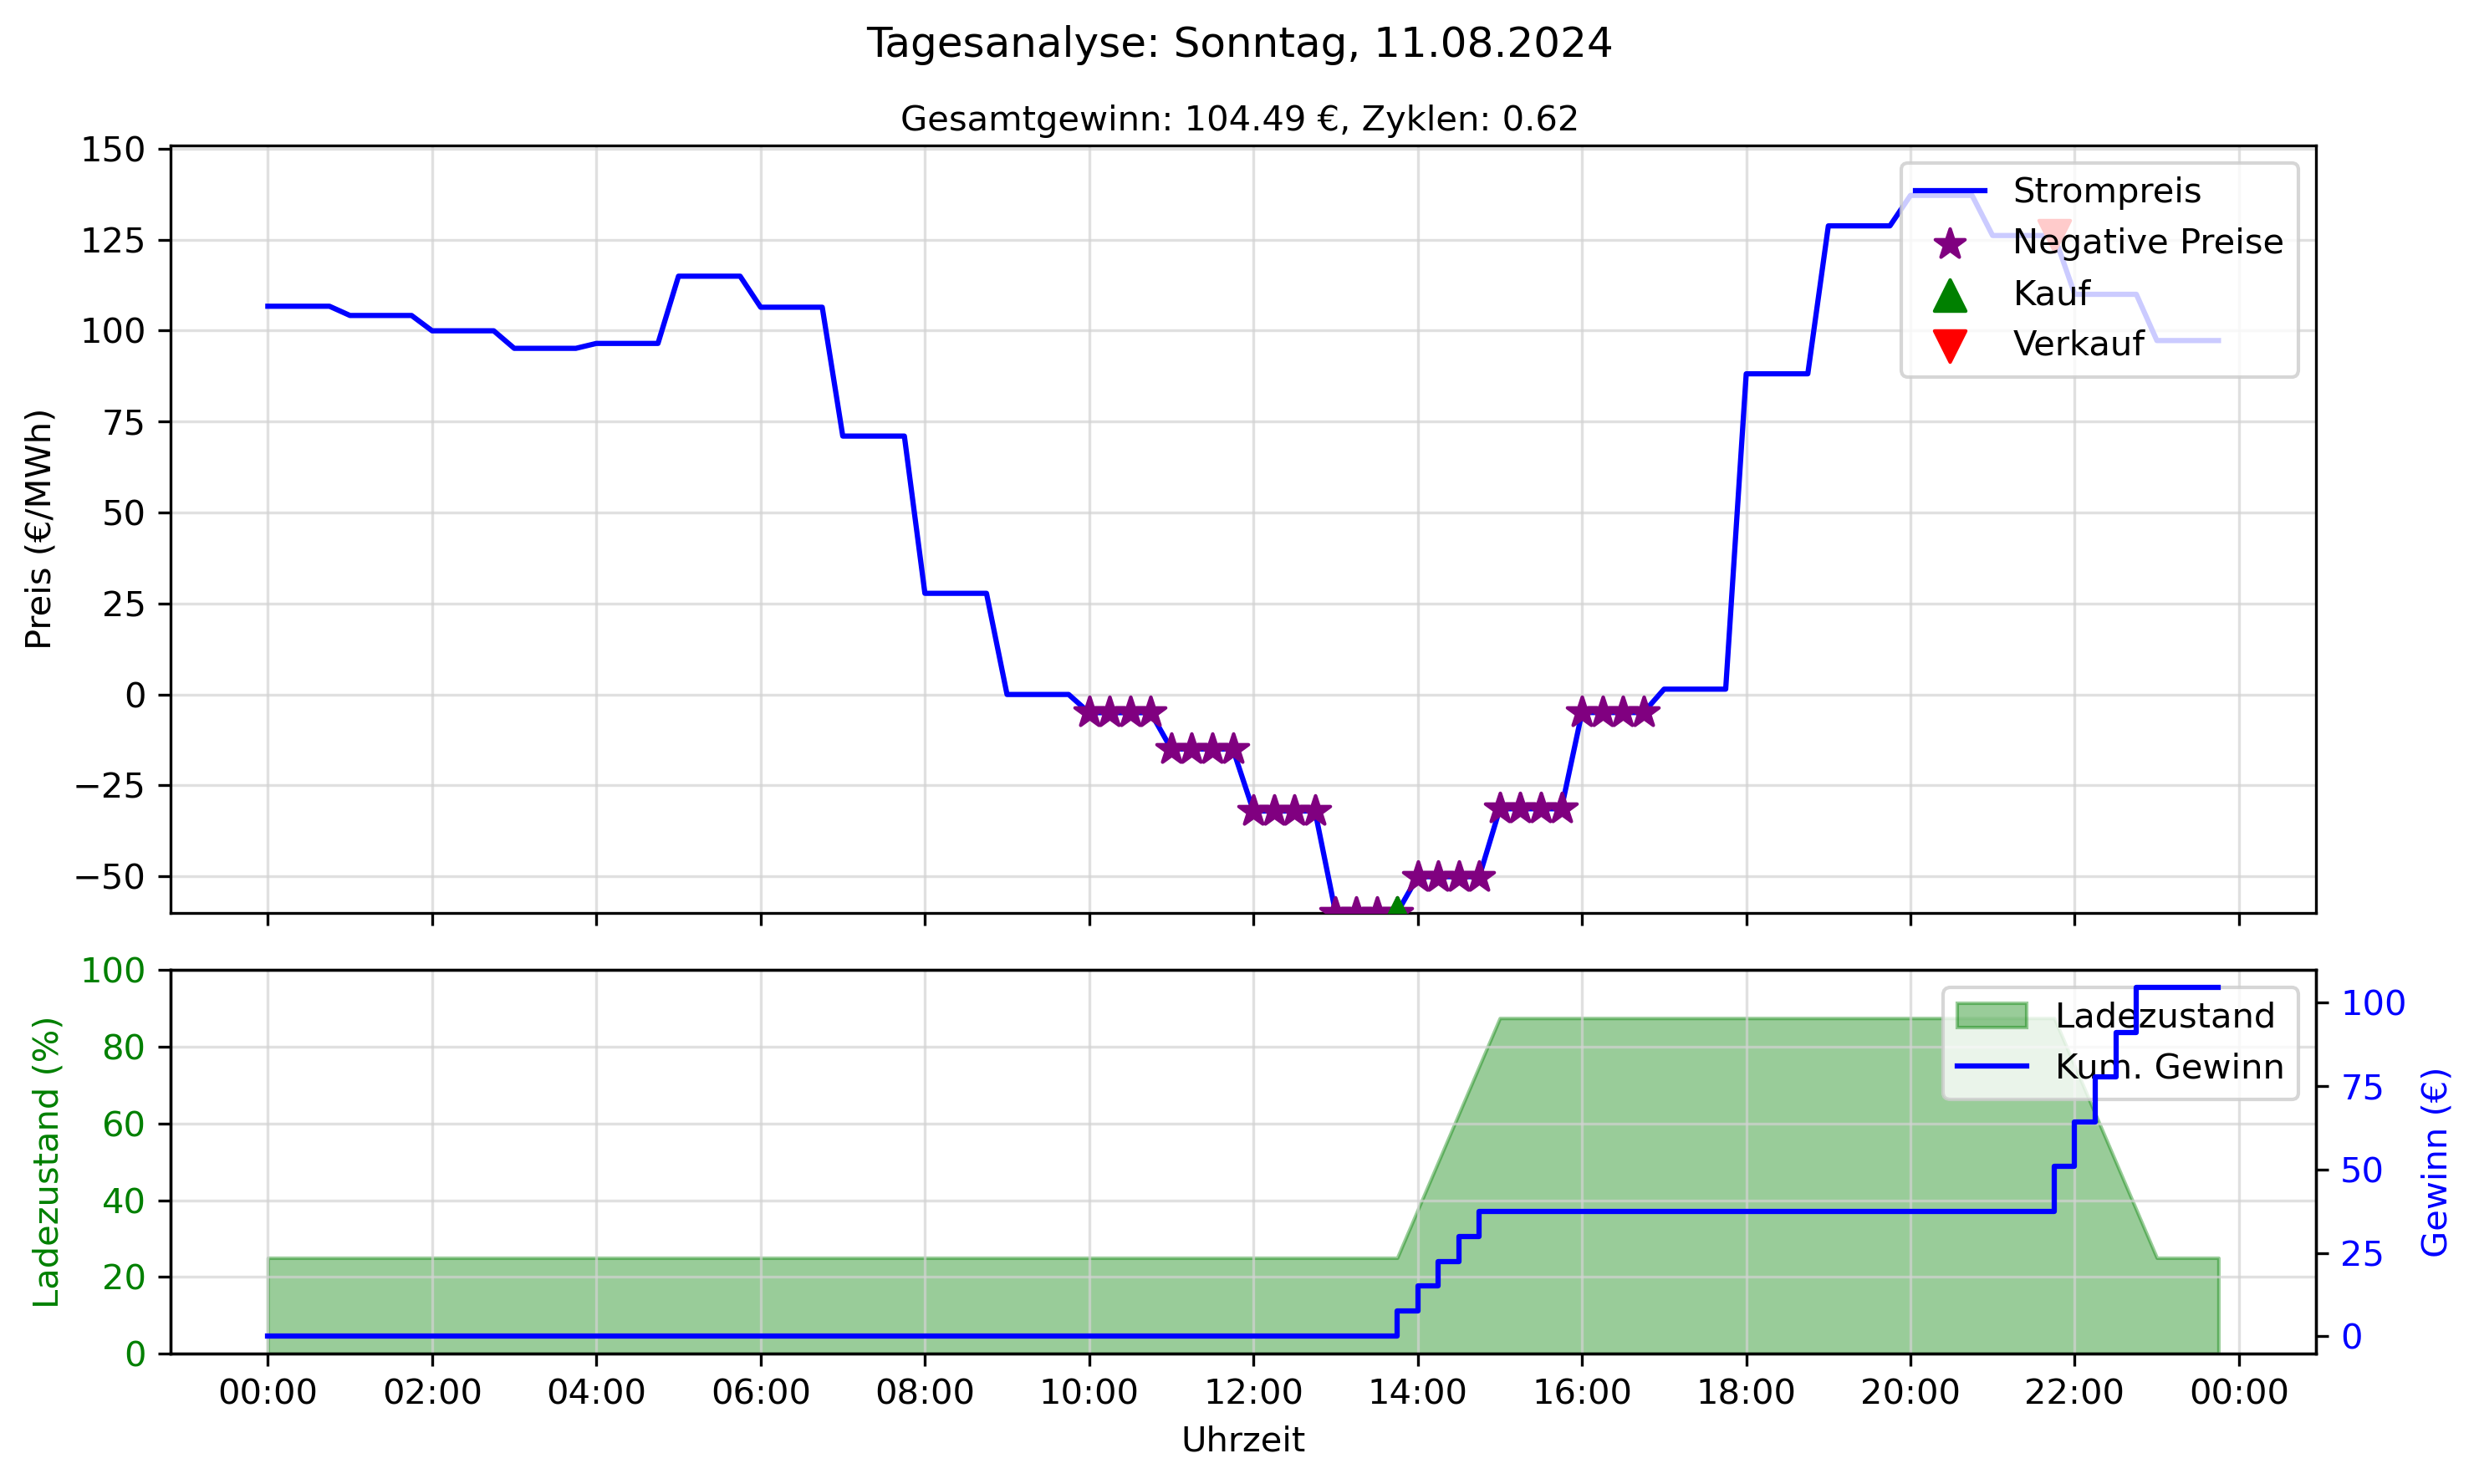 Tagesanalyse: Sonntag, 11.08.2024
Gesamtgewinn: 104.49 €, Zyklen: 0.62
Preis (€/MWh)
150
125
100
75
50
25
0
−25
−50
Strompreis
Negative Preise
Kauf
Verkauf
Ladezustand (%)
100
80
60
40
20
0
Ladezustand
Kum. Gewinn
100
75
50
25
0
Gewinn (€)
00:00 02:00 04:00 06:00 08:00 10:00 12:00 14:00 16:00 18:00 20:00 22:00 00:00
Uhrzeit